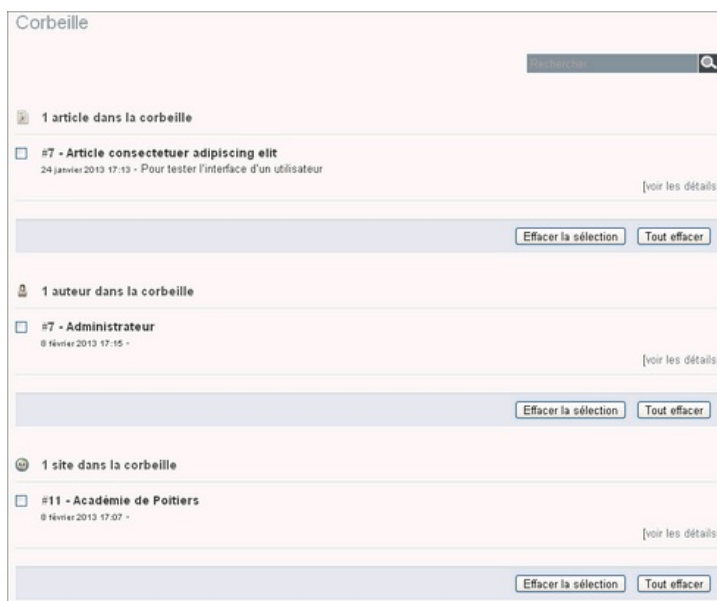 Corbeille
Rechercher
1 article dans la corbeille
#7 - Article consectetuer adipiscing elit
24 janvier 2013 17:13 - Pour tester l'interface d'un utilisateur
[voir les détails
Effacer la sélection Tout effacer
1 auteur dans la corbeille
#7 - Administrateur
8 février 2013 17:15 -
[voir les détails
Effacer la sélection Tout effacer
1 site dans la corbeille
#11 - Académie de Poitiers
8 février 2013 17:07 -
[voir les détails
Effacer la sélection Tout effacer